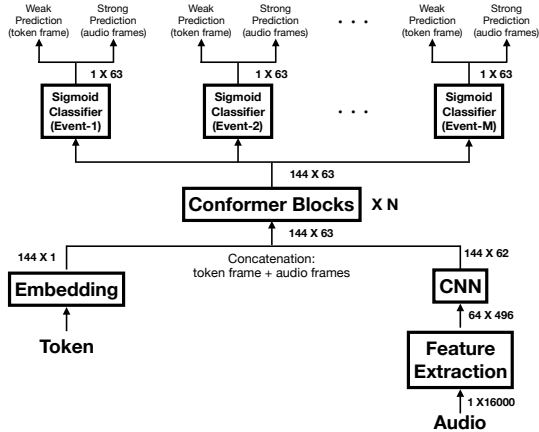 Weak Prediction (token frame)
Strong Prediction (audio frames)
Weak Prediction (token frame)
Strong Prediction (audio frames)
. . .
Weak Prediction (token frame)
Strong Prediction (audio frames)
1 X 63
1 X 63
1 X 63
Sigmoid Classifier (Event-1)
Sigmoid Classifier (Event-2)
. . .
Sigmoid Classifier (Event-M)
144 X 63
Conformer Blocks
X N
144 X 63
144 X 1
Concatenation:
token frame + audio frames
144 X 62
Embedding
CNN
64 X 496
Token
Feature
Extraction
1 X16000
Audio